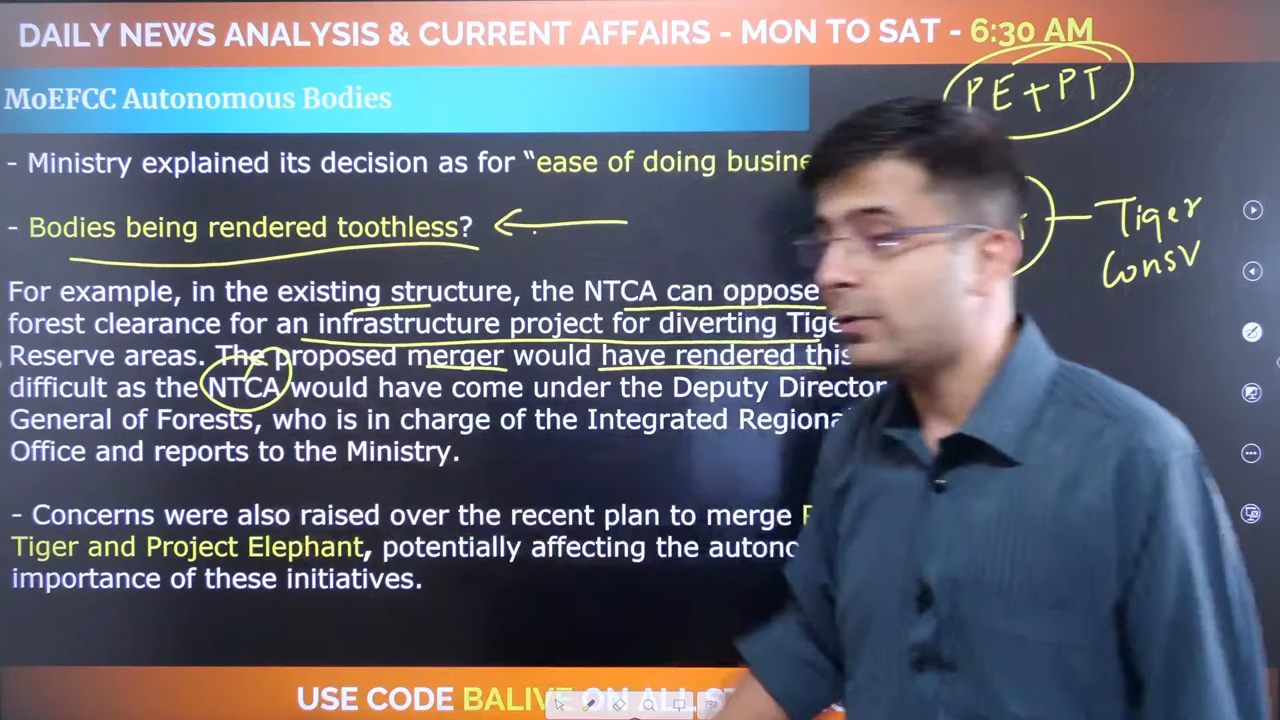 DAILY NEWS ANALYSIS & CURRENT AFFAIRS - MON TO SAT - 6:30 AM
PE + PT
MoEFCC Autonomous Bodies
- Ministry explained its decision as for “ease of doing busine
Tiger
Consv
- Bodies being rendered toothless?
For example, in the existing structure, the NTCA can oppose
forest clearance for an infrastructure project for diverting Tige
Reserve areas. The proposed merger would have rendered this
difficult as the NTCA would have come under the Deputy Director
General of Forests, who is in charge of the Integrated Regional
Office and reports to the Ministry.
- Concerns were also raised over the recent plan to merge
Tiger and Project Elephant, potentially affecting the autono
importance of these initiatives.
USE CODE BALIVE ON ALL